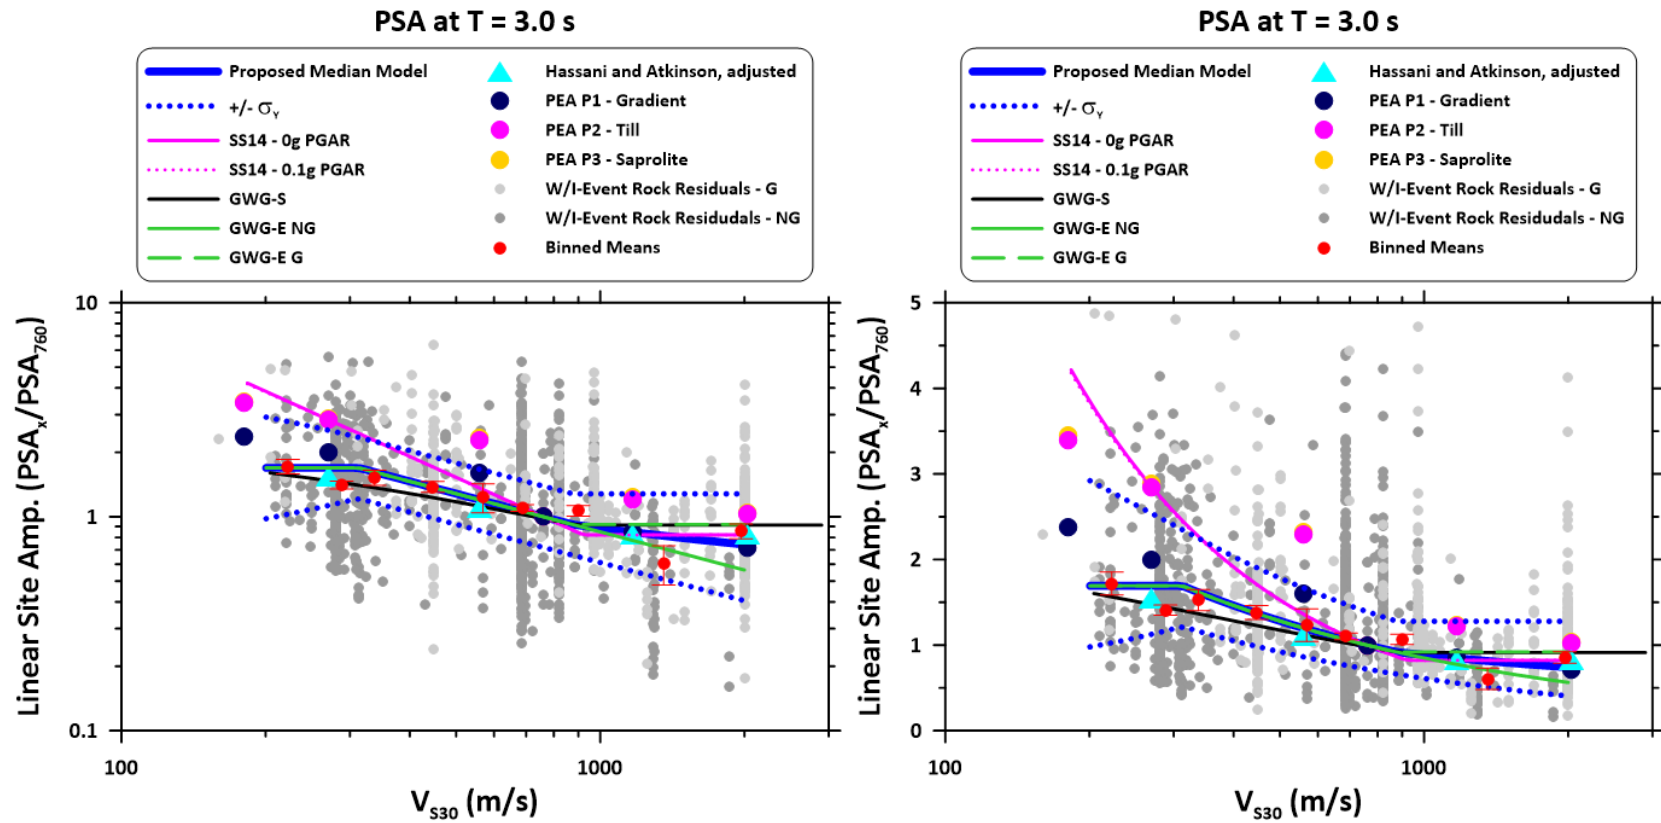 PSA at T = 3.0 s
Proposed Median Model
+/- σY
SS14 - 0g PGAR
SS14 - 0.1g PGAR
GWG-S
GWG-E NG
GWG-E G
Hassani and Atkinson, adjusted
PEA P1 - Gradient
PEA P2 - Till
PEA P3 - Saprolite
W/I-Event Rock Residuals - G
W/I-Event Rock Residudals - NG
Binned Means
Linear Site Amp. (PSAx/PSA760)
10
1
0.1
100
1000
VS30 (m/s)
PSA at T = 3.0 s
Proposed Median Model
+/- σY
SS14 - 0g PGAR
SS14 - 0.1g PGAR
GWG-S
GWG-E NG
GWG-E G
Hassani and Atkinson, adjusted
PEA P1 - Gradient
PEA P2 - Till
PEA P3 - Saprolite
W/I-Event Rock Residuals - G
W/I-Event Rock Residudals - NG
Binned Means
Linear Site Amp. (PSAx/PSA760)
5
4
3
2
1
0
100
1000
VS30 (m/s)